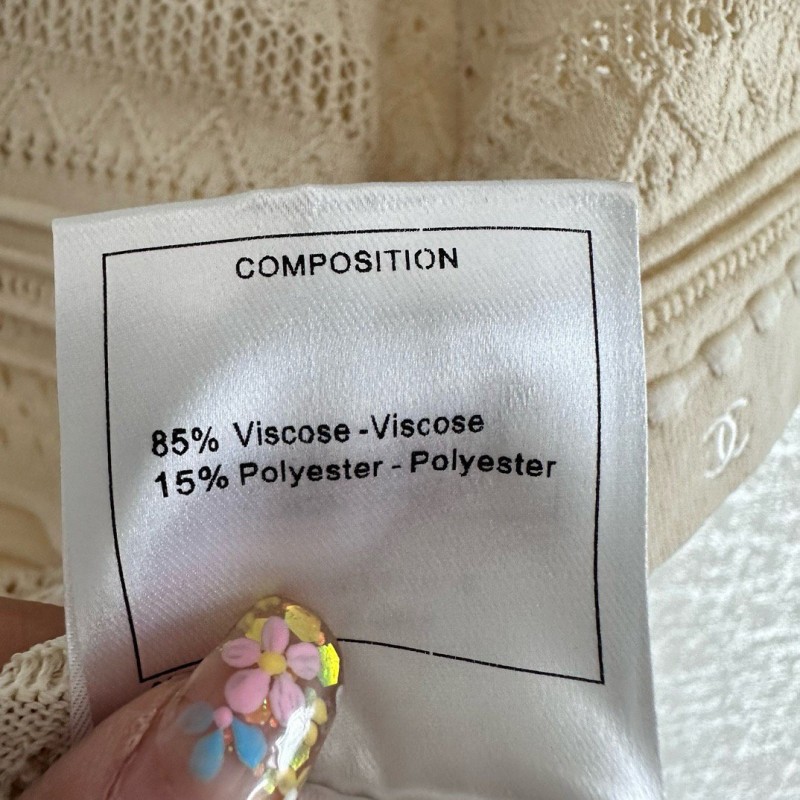 COMPOSITION
85% Viscose -Viscose
15% Polyester - Polyester